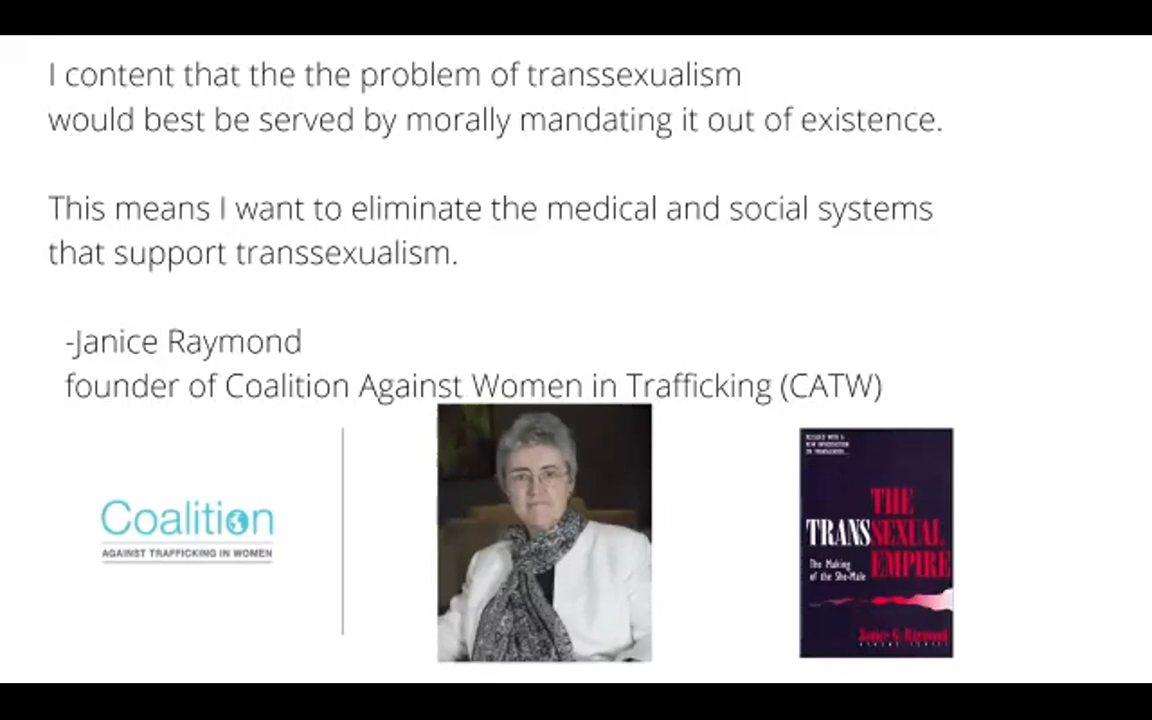 I content that the the problem of transsexualism
would best be served by morally mandating it out of existence.
This means I want to eliminate the medical and social systems
that support transsexualism.
-Janice Raymond
founder of Coalition Against Women in Trafficking (CATW)
Coalition
AGAINST TRAFFICKING IN WOMEN
THE
TRANSSEXUAL
EMPIRE
The Making
of the She-Male
Janice G. Raymond